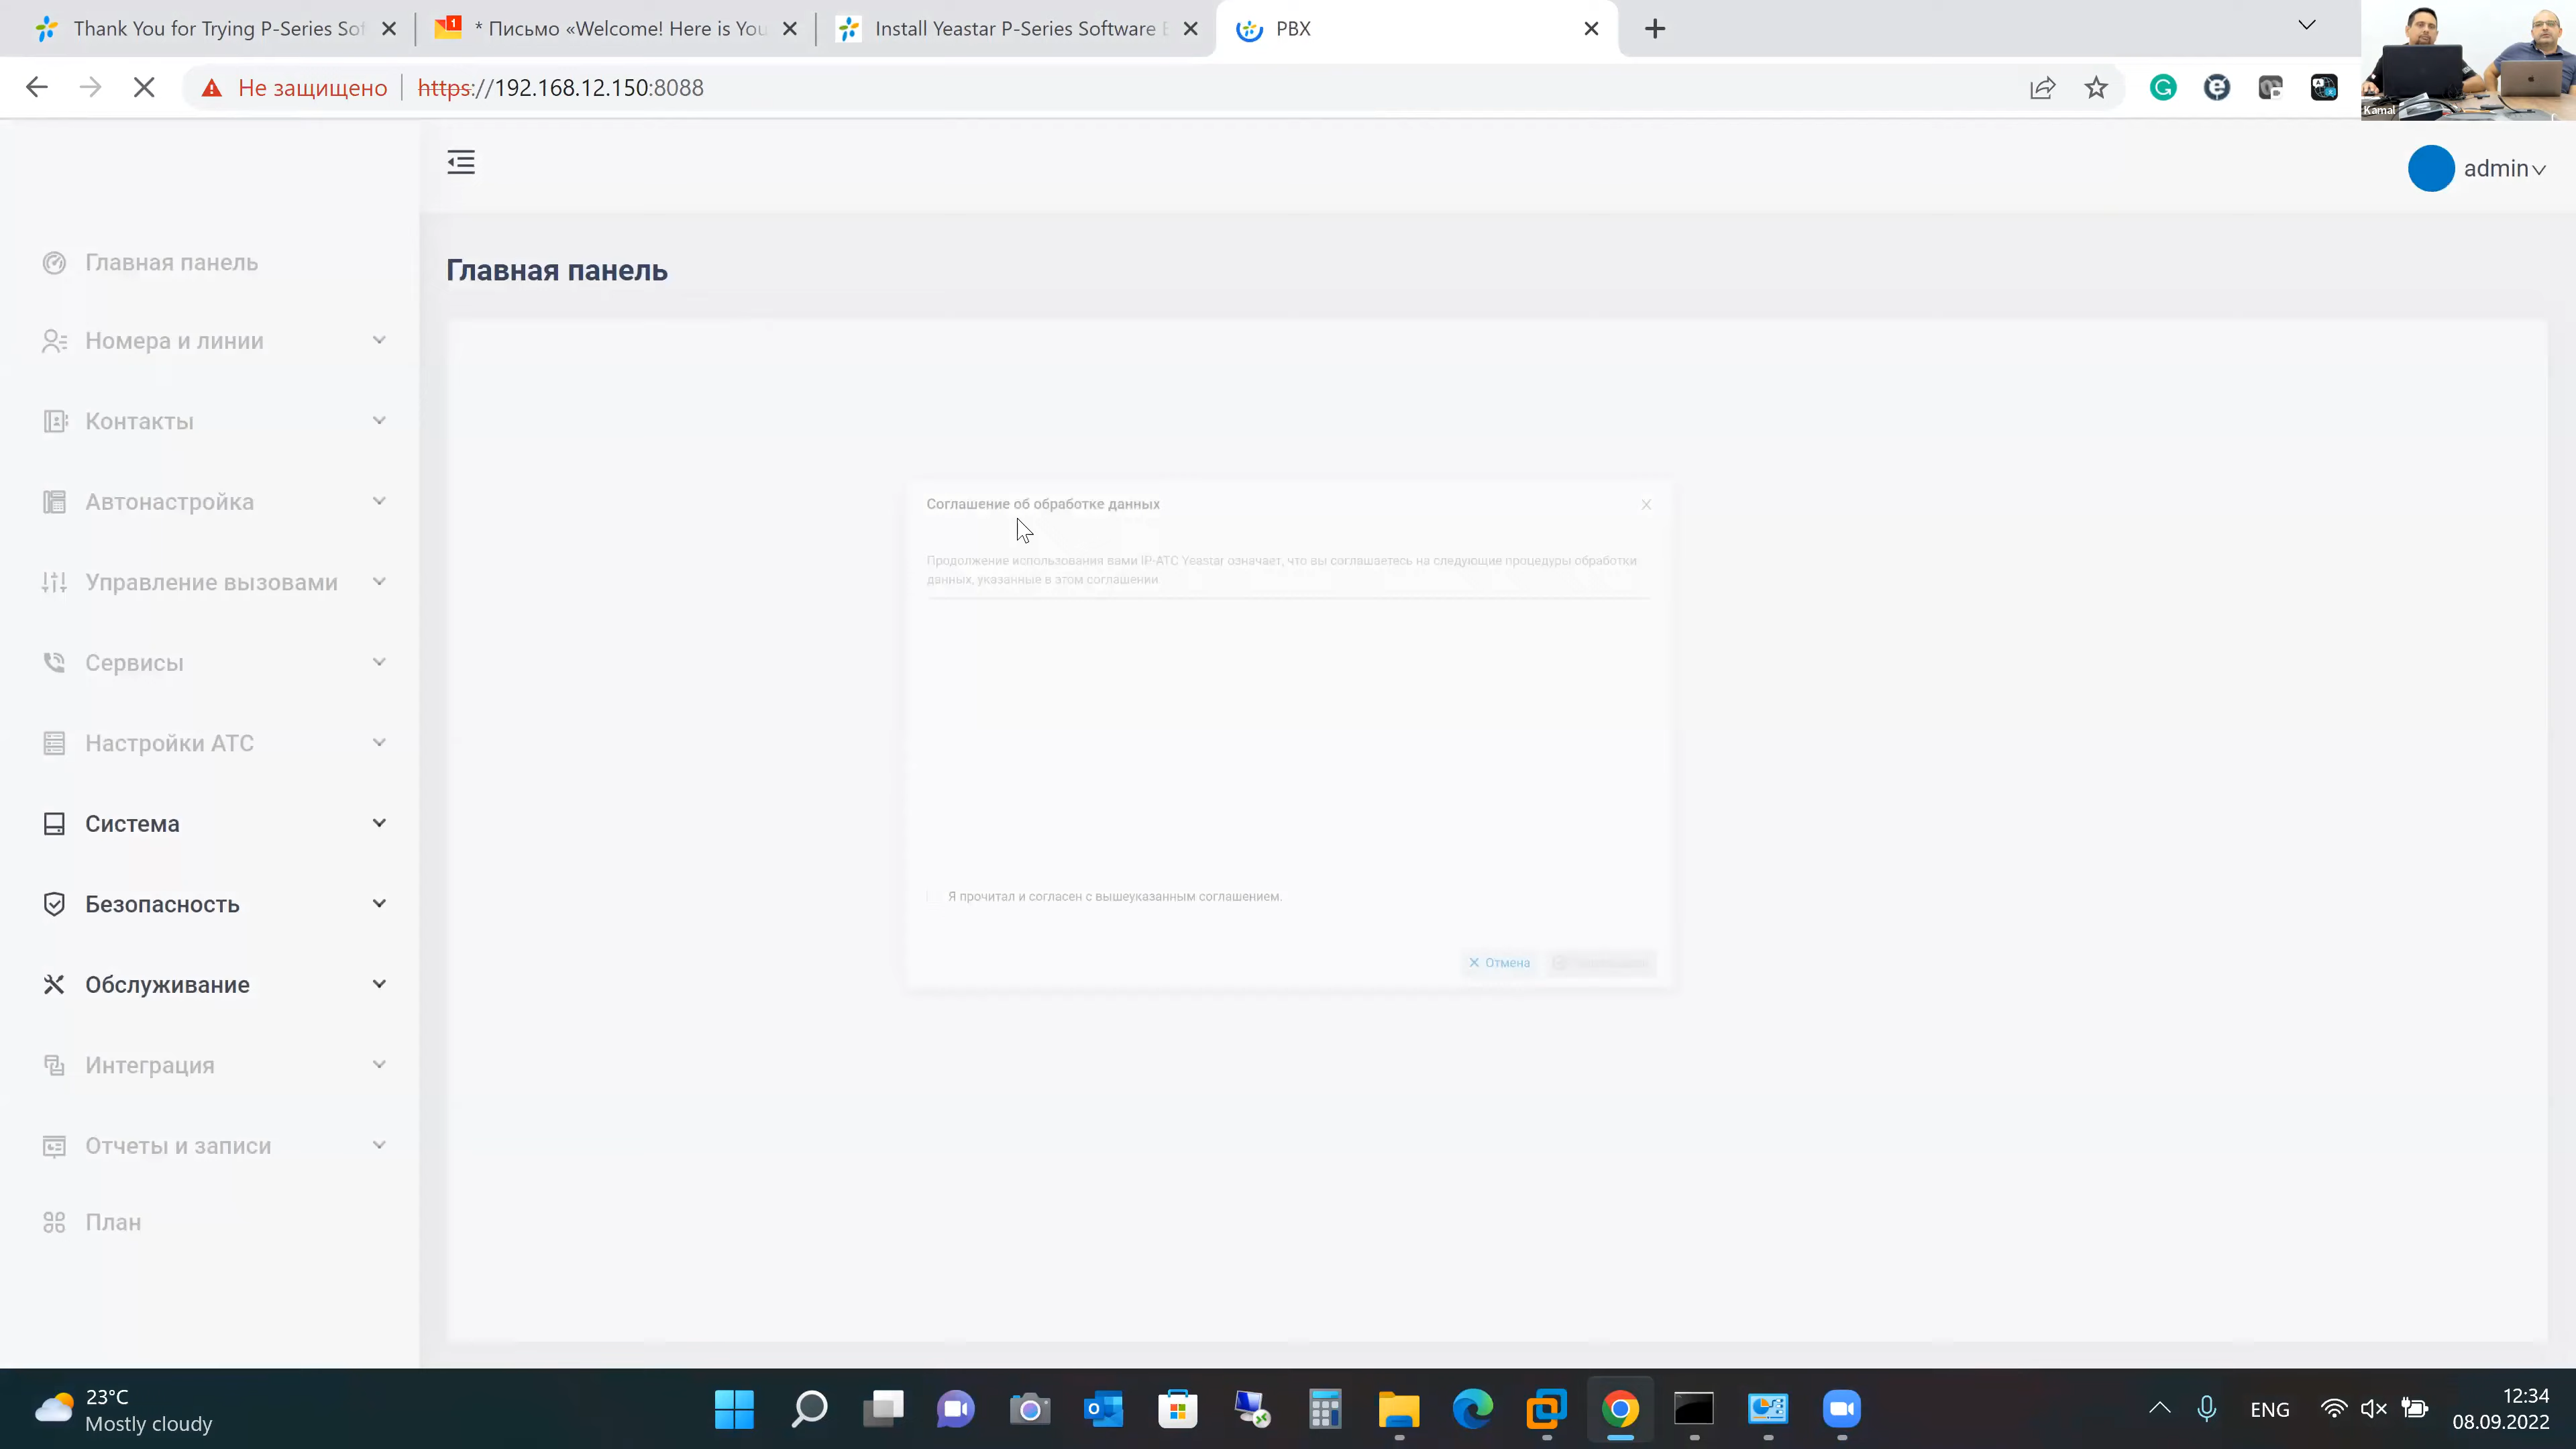 Thank You for Trying P-Series Sof
* Письмо «Welcome! Here is You
Install Yeastar P-Series Software E
PBX
Не защищено
https://192.168.12.150:8088
Kamal
admin
Главная панель
Номера и линии
Контакты
Автонастройка
Управление вызовами
Сервисы
Настройки АТС
Система
Безопасность
Обслуживание
Интеграция
Отчеты и записи
План
Главная панель
Соглашение об обработке данных
Продолжение использования вами IP-АТС Yeastar означает, что вы соглашаетесь на следующие процедуры обработки
данных, указанные в этом соглашении
Я прочитал и согласен с вышеуказанным соглашением.
Отмена
23°C
Mostly cloudy
ENG
12:34
08.09.2022